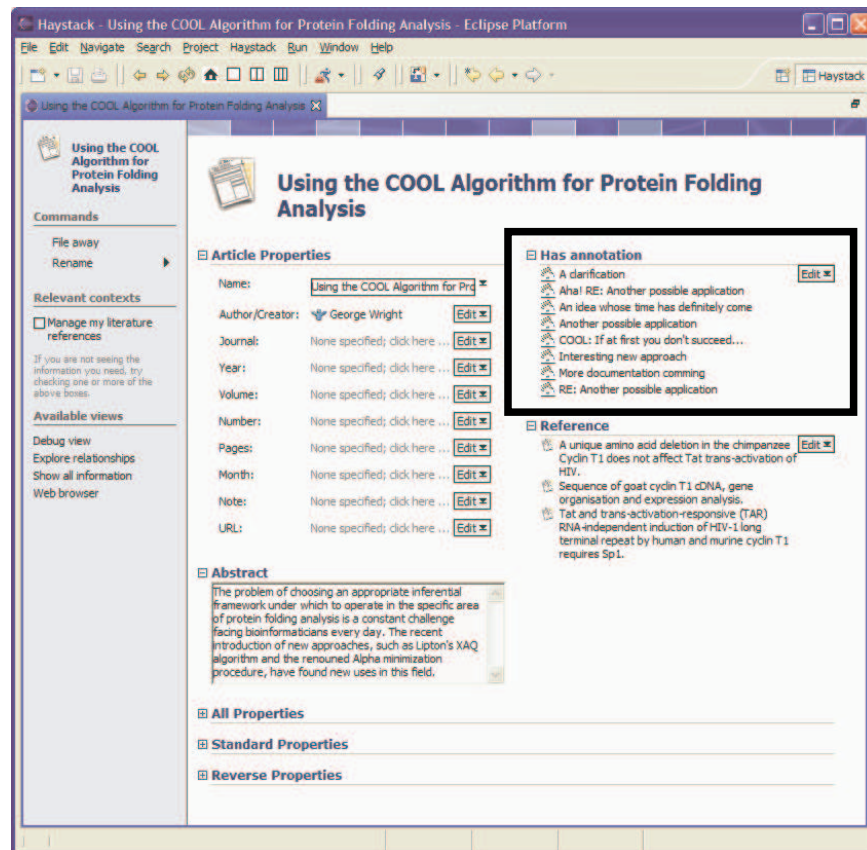 Haystack - Using the COOL Algorithm for Protein Folding Analysis - Eclipse Platform
File Edit Navigate Search Project Haystack Run Window Help
Haystack
Using the COOL Algorithm for Protein Folding Analysis
Using the COOL
Algorithm for
Protein Folding
Analysis
Commands
File away
Rename
Relevant contexts
Manage my literature
references
If you are not seeing the
information you need, try
checking one or more of the
above boxes.
Available views
Debug view
Explore relationships
Show all information
Web browser
Using the COOL Algorithm for Protein Folding
Analysis
Article Properties
Name: Using the COOL Algorithm for Pro
Author/Creator: George Wright Edit
Journal: None specified; click here ... Edit
Year: None specified; click here ... Edit
Volume: None specified; click here ... Edit
Number: None specified; click here ... Edit
Pages: None specified; click here ... Edit
Month: None specified; click here ... Edit
Note: None specified; click here ... Edit
URL: None specified; click here ... Edit
Abstract
The problem of choosing an appropriate inferential
framework under which to operate in the specific area
of protein folding analysis is a constant challenge
facing bioinformaticians every day. The recent
introduction of new approaches, such as Lipton's XAQ
algorithm and the renouned Alpha minimization
procedure, have found new uses in this field.
Has annotation
A clarification Edit
Aha! RE: Another possible application
An idea whose time has definitely come
Another possible application
COOL: If at first you don't succeed...
Interesting new approach
More documentation comming
RE: Another possible application
Reference
A unique amino acid deletion in the chimpanzee Edit
Cyclin T1 does not affect Tat trans-activation of
HIV.
Sequence of goat cyclin T1 cDNA, gene
organisation and expression analysis.
Tat and trans-activation-responsive (TAR)
RNA-independent induction of HIV-1 long
terminal repeat by human and murine cyclin T1
requires Sp1.
All Properties
Standard Properties
Reverse Properties